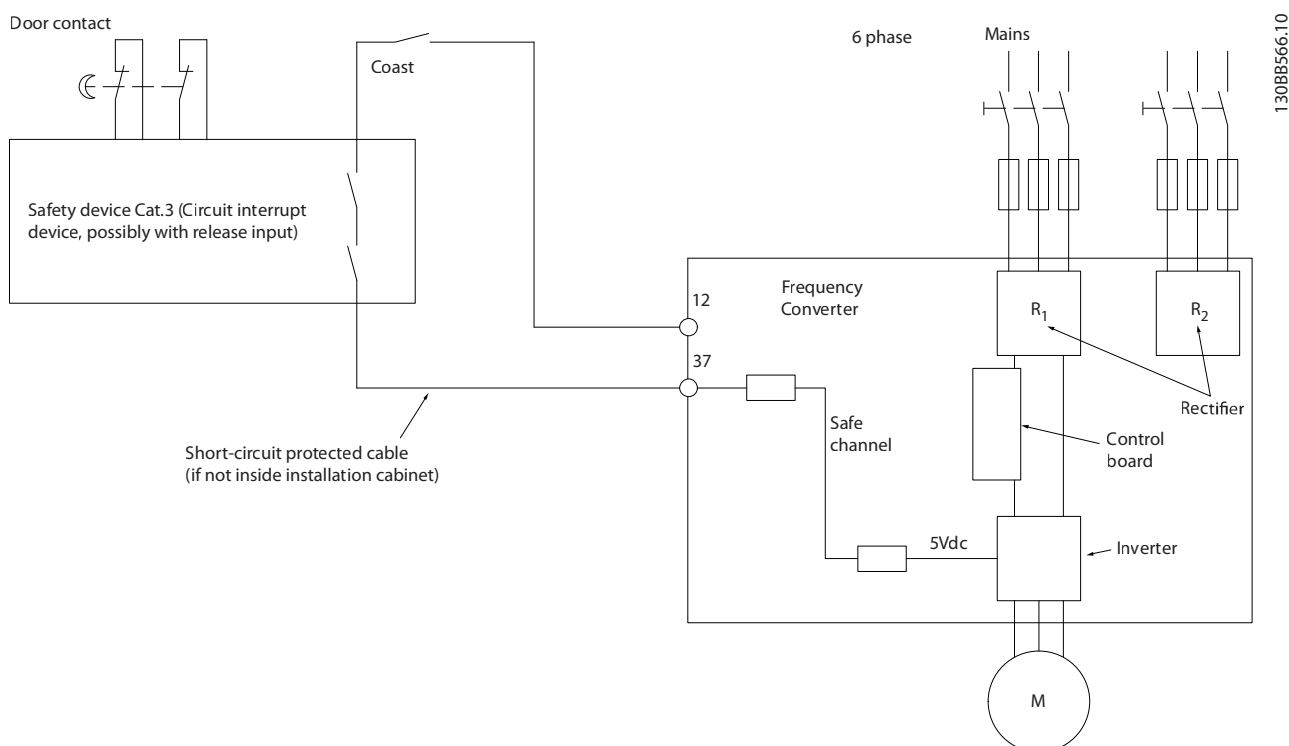 Door contact
Coast
6 phase
Mains
130BB566.10
Safety device Cat.3 (Circuit interrupt
device, possibly with release input)
12
37
Frequency
Converter
R1
R2
Rectifier
Safe
channel
Control
board
Short-circuit protected cable
(if not inside installation cabinet)
5Vdc
Inverter
M